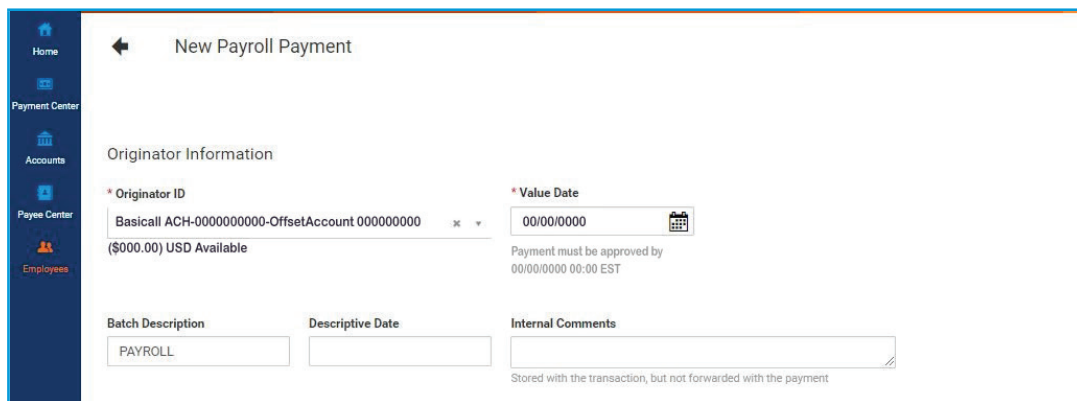 Home
Payment Center
Accounts
Payee Center
Employees
New Payroll Payment
Originator Information
* Originator ID
Basicall ACH-0000000000-OffsetAccount 000000000
($000.00) USD Available
* Value Date
00/00/0000
Payment must be approved by
00/00/0000 00:00 EST
Batch Description
PAYROLL
Descriptive Date
Internal Comments
Stored with the transaction, but not forwarded with the payment